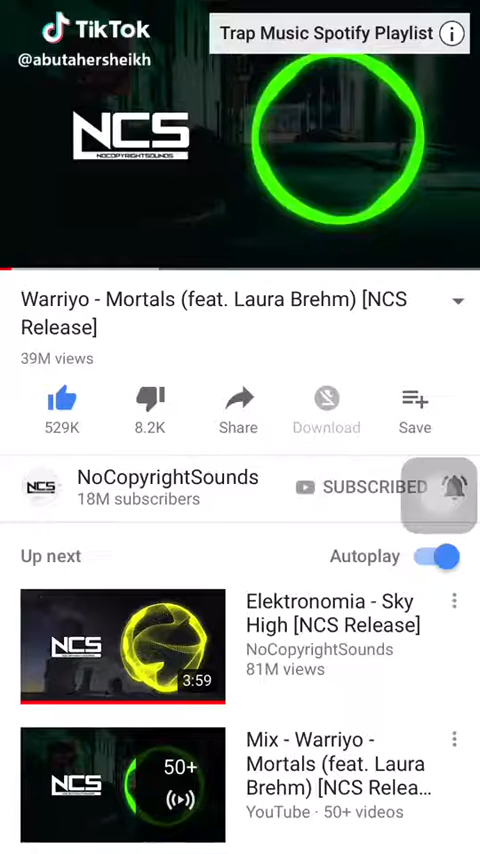 TikTok
@abutahersheikh
Trap Music Spotify Playlist
NCS
NOCOPYRIGHTSOUNDS
Warriyo - Mortals (feat. Laura Brehm) [NCS
Release]
39M views
529K
8.2K
Share
Download
Save
NCS
NoCopyrightSounds
18M subscribers
SUBSCRIBED
Up next
Autoplay
NCS
3:59
Elektronomia - Sky
High [NCS Release]
NoCopyrightSounds
81M views
NCS
50+
Mix - Warriyo -
Mortals (feat. Laura
Brehm) [NCS Relea...
YouTube · 50+ videos